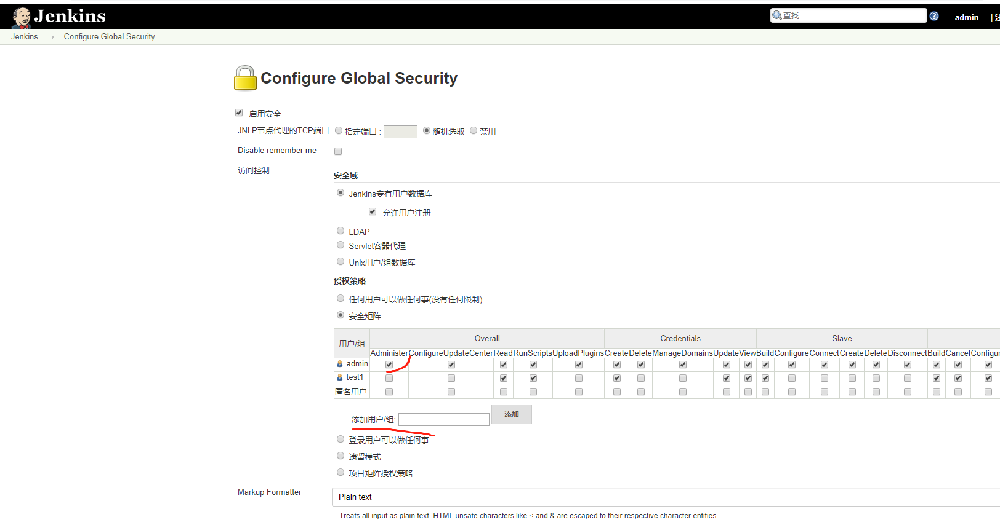 Jenkins
查找
admin
|
Jenkins
Configure Global Security
Configure Global Security
启用安全
JNLP节点代理的TCP端口 指定端口 : 随机选取 禁用
Disable remember me
访问控制
安全域
Jenkins专有用户数据库
允许用户注册
LDAP
Servlet容器代理
Unix用户/组数据库
授权策略
任何用户可以做任何事(没有任何限制)
安全矩阵
用户/组 Overall Credentials Slave
Administer ConfigureUpdateCenter Read RunScripts UploadPlugins Create Delete ManageDomains Update View Build Configure Connect Create Delete Disconnect Build Cancel Configur
admin
test1
匿名用户
添加用户/组: 添加
登录用户可以做任何事
遗留模式
项目矩阵授权策略
Markup Formatter Plain text
Treats all input as plain text. HTML unsafe characters like < and & are escaped to their respective character entities.